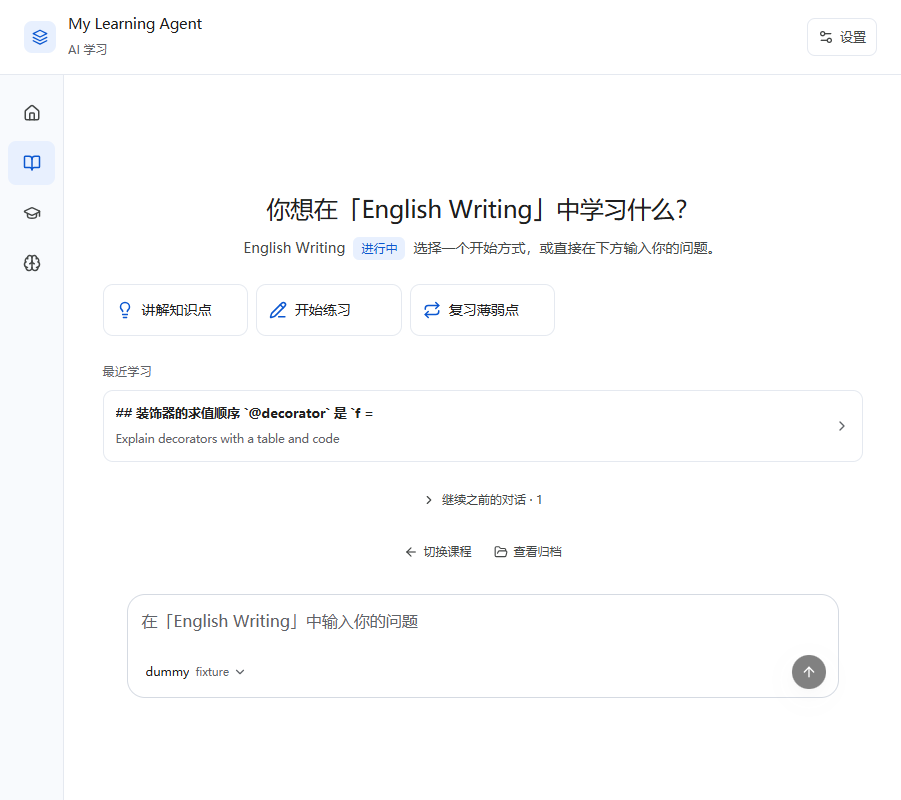 My Learning Agent
AI 学习
设置
你想在「English Writing」中学习什么？
English Writing 进行中 选择一个开始方式，或直接在下方输入你的问题。
讲解知识点 开始练习 复习薄弱点
最近学习
## 装饰器的求值顺序 `@decorator` 是 `f =
Explain decorators with a table and code
继续之前的对话 · 1
切换课程 查看归档
在「English Writing」中输入你的问题
dummy fixture